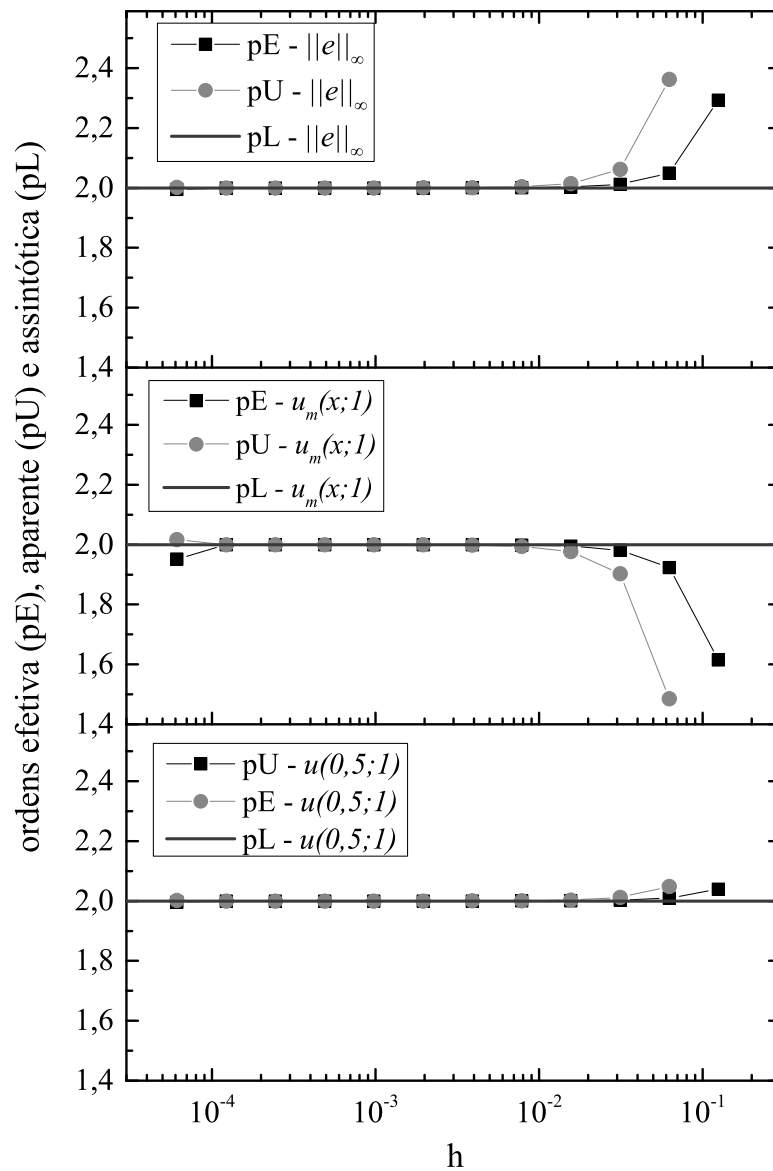 ordens efetiva (pE), aparente (pU) e assintótica (pL)
pE - ||e||∞
pU - ||e||∞
pL - ||e||∞
2,4
2,2
2,0
1,8
1,6
1,4
pE - u_m(x;1)
pU - u_m(x;1)
pL - u_m(x;1)
2,4
2,2
2,0
1,8
1,6
1,4
pU - u(0,5;1)
pE - u(0,5;1)
pL - u(0,5;1)
2,4
2,2
2,0
1,8
1,6
1,4
10⁻⁴ 10⁻³ 10⁻² 10⁻¹
h